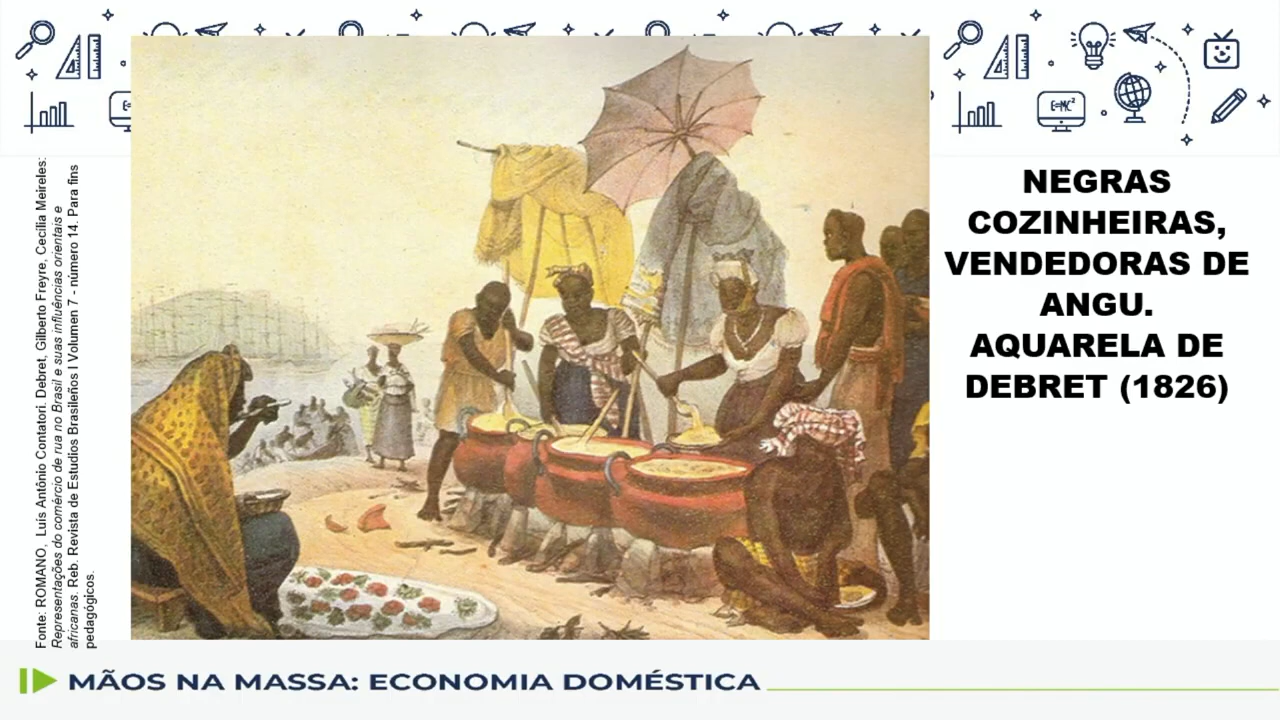 E=MC²
NEGRAS
COZINHEIRAS,
VENDEDORAS DE
ANGU.
AQUARELA DE
DEBRET (1826)
Fonte: ROMANO, Luís Antônio Contatori. Debret, Gilberto Freyre, Cecília Meireles:
Representações do comércio de rua no Brasil e suas influências orientais e
africanas. Reb. Revista de Estudios Brasileños I Volumen 7 - número 14. Para fins
pedagógicos.
MÃOS NA MASSA: ECONOMIA DOMÉSTICA